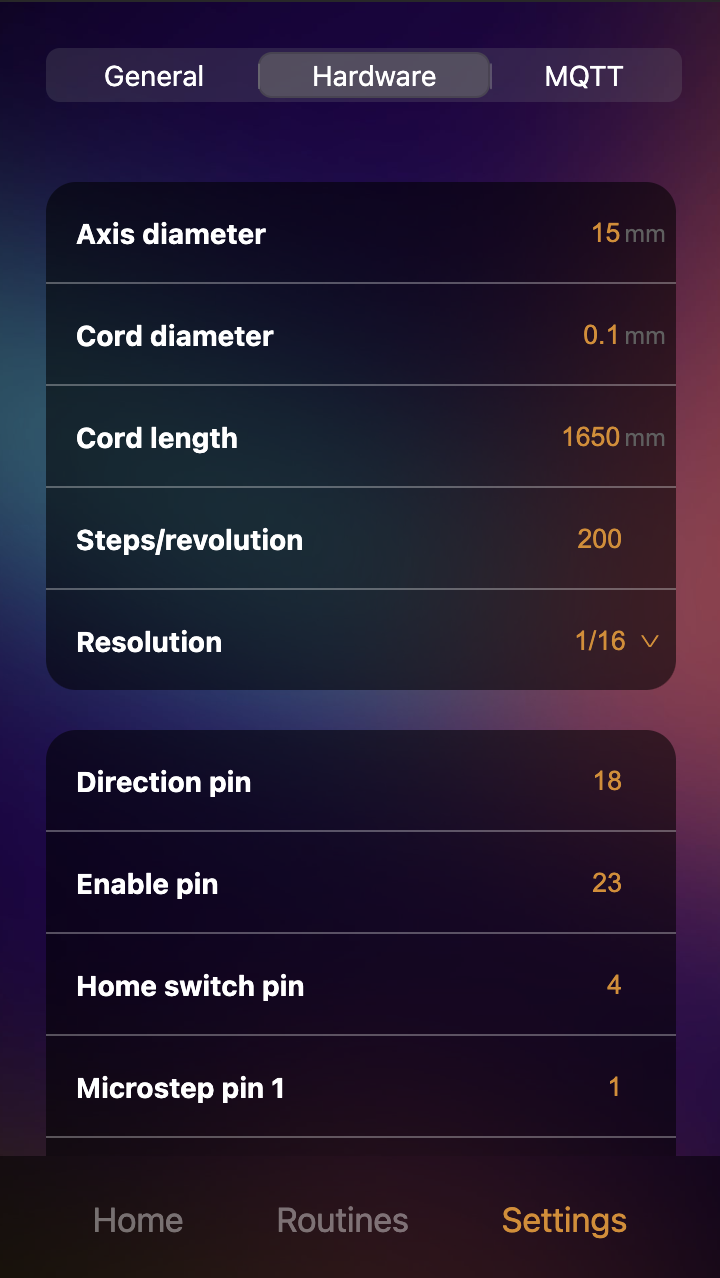 General Hardware MQTT
Axis diameter 15 mm
Cord diameter 0.1 mm
Cord length 1650 mm
Steps/revolution 200
Resolution 1/16
Direction pin 18
Enable pin 23
Home switch pin 4
Microstep pin 1 1
Home Routines Settings